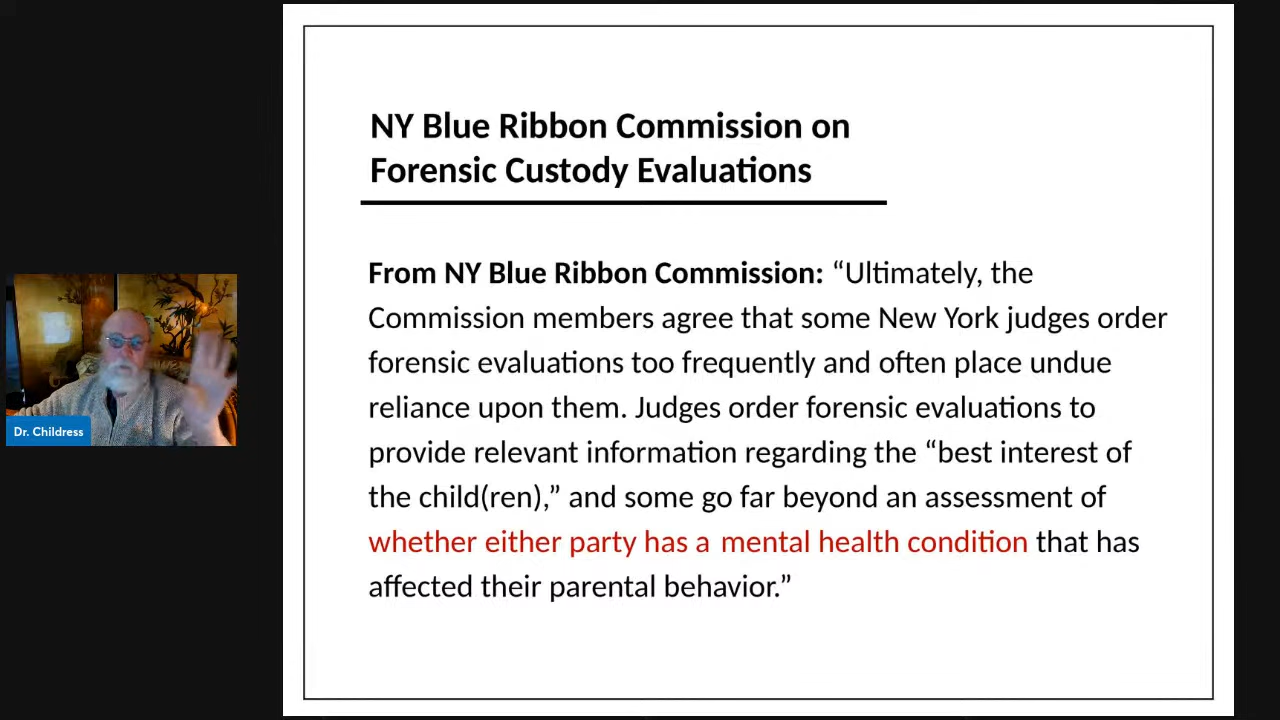 NY Blue Ribbon Commission on
Forensic Custody Evaluations
From NY Blue Ribbon Commission: “Ultimately, the
Commission members agree that some New York judges order
forensic evaluations too frequently and often place undue
reliance upon them. Judges order forensic evaluations to
provide relevant information regarding the “best interest of
the child(ren),” and some go far beyond an assessment of
whether either party has a mental health condition that has
affected their parental behavior.”
Dr. Childress